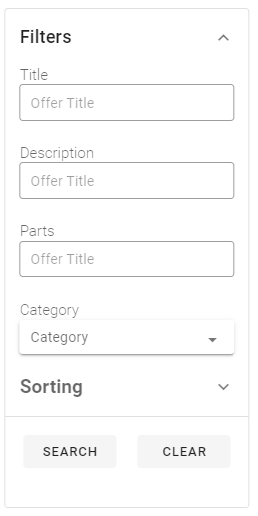 Filters
Title
Offer Title
Description
Offer Title
Parts
Offer Title
Category
Category
Sorting
SEARCH CLEAR